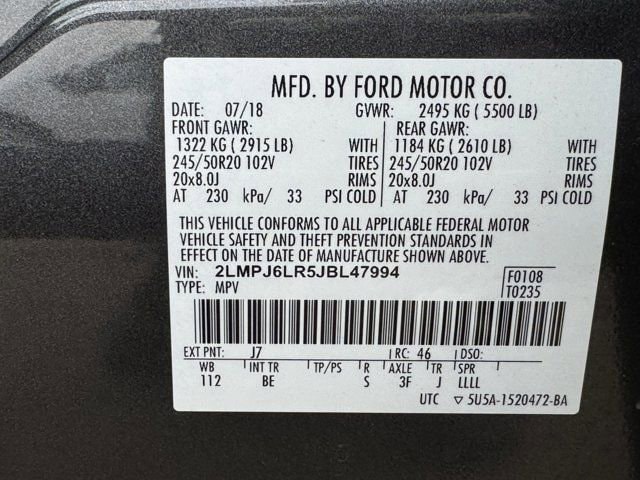 MFD. BY FORD MOTOR CO.
DATE: 07/18 GVWR: 2495 KG ( 5500 LB)
FRONT GAWR: REAR GAWR:
1322 KG ( 2915 LB) WITH 1184 KG ( 2610 LB) WITH
245/50R20 102V TIRES 245/50R20 102V TIRES
20x8.0J RIMS 20x8.0J RIMS
AT 230 kPa/ 33 PSI COLD AT 230 kPa/ 33 PSI COLD
THIS VEHICLE CONFORMS TO ALL APPLICABLE FEDERAL MOTOR
VEHICLE SAFETY AND THEFT PREVENTION STANDARDS IN
EFFECT ON THE DATE OF MANUFACTURE SHOWN ABOVE.
VIN: 2LMPJ6LR5JBL47994 F0108
TYPE: MPV T0235
EXT PNT: J7 RC: 46 DSO:
WB INT TR TP/PS R AXLE TR SPR
112 BE S 3F J LLLL
UTC ▽ 5U5A-1520472-BA